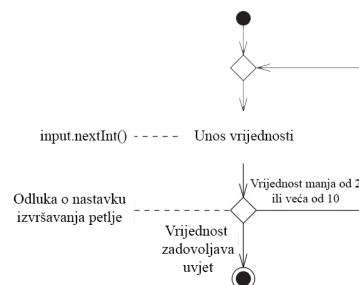 input.nextInt()
Unos vrijednosti
Vrijednost manja od 2
ili veća od 10
Odluka o nastavku
izvršavanja petlje
Vrijednost
zadovoljava
uvjet